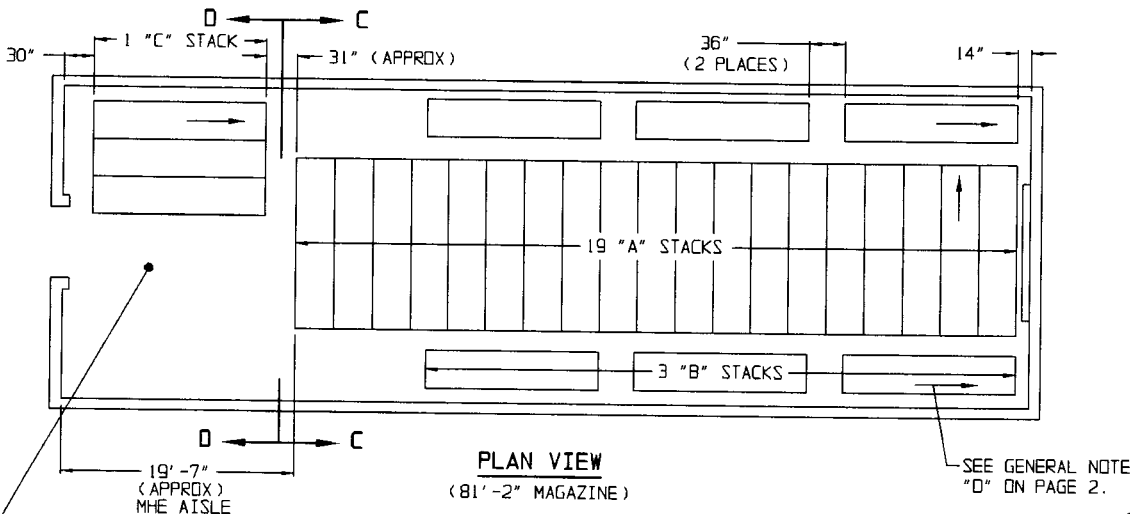 D C
1 "C" STACK
30"
31" (APPROX)
36"
(2 PLACES)
14"
19 "A" STACKS
3 "B" STACKS
D C
19'-7"
(APPROX)
MHE AISLE
PLAN VIEW
(81'-2" MAGAZINE)
SEE GENERAL NOTE
"D" ON PAGE 2.